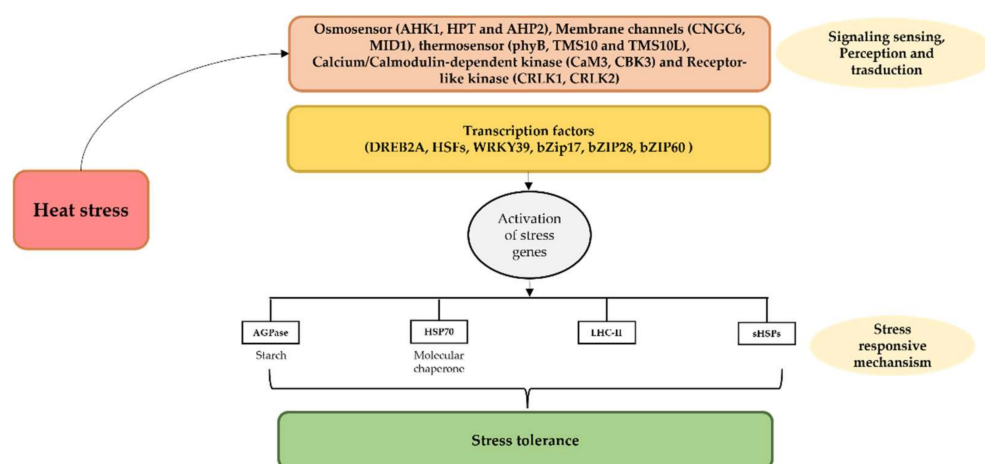 Osmosensor (AHK1, HPT and AHP2), Membrane channels (CNGC6,
MID1), thermosensor (phyB, TMS10 and TMS10L),
Calcium/Calmodulin-dependent kinase (CaM3, CBK3) and Receptor-
like kinase (CRLK1, CRLK2)
Signaling sensing,
Perception and
trasduction
Transcription factors
(DREB2A, HSFs, WRKY39, bZip17, bZIP28, bZIP60 )
Heat stress
Activation
of stress
genes
AGPase
HSP70
LHC-II
sHSPs
Starch
Molecular
chaperone
Stress
responsive
mechansism
Stress tolerance